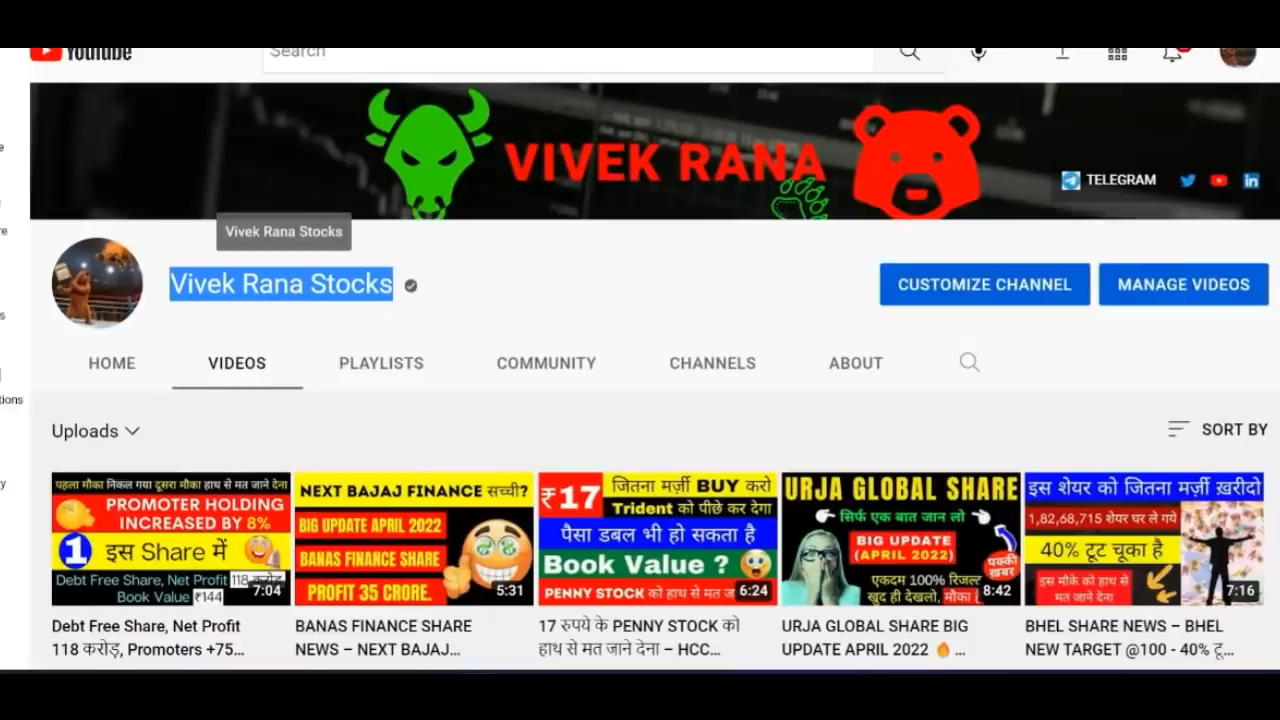 YouTube
Search
VIVEK RANA
TELEGRAM
in
Vivek Rana Stocks
Vivek Rana Stocks
CUSTOMIZE CHANNEL
MANAGE VIDEOS
HOME
VIDEOS
PLAYLISTS
COMMUNITY
CHANNELS
ABOUT
tions
Uploads
SORT BY
पहला मौका निकल गया दूसरा मौका हाथ से मत जाने देना
PROMOTER HOLDING
INCREASED BY 8%
1 इस Share में
Debt Free Share, Net Profit 118 करोड़
Book Value ₹144
7:04
Debt Free Share, Net Profit
118 करोड़, Promoters +75...
NEXT BAJAJ FINANCE सच्ची?
BIG UPDATE APRIL 2022
BANAS FINANCE SHARE
PROFIT 35 CRORE.
5:31
BANAS FINANCE SHARE
NEWS – NEXT BAJAJ...
₹17
जितना मर्ज़ी BUY करो
Trident को पीछे कर देगा
पैसा डबल भी हो सकता है
Book Value ?
PENNY STOCK को हाथ से मत ज
6:24
17 रुपये के PENNY STOCK को
हाथ से मत जाने देना – HCC...
URJA GLOBAL SHARE
सिर्फ एक बात जान लो
BIG UPDATE
(APRIL 2022)
पक्की
ख़बर
एकदम 100% रिजल्ट
खुद ही देखलो, मौका
8:42
URJA GLOBAL SHARE BIG
UPDATE APRIL 2022 🔥 ...
इस शेयर को जितना मर्ज़ी ख़रीदो
1,82,68,715 शेयर घर ले गये
40% टूट चूका है
इस मौके को हाथ से
मत जाने देना
7:16
BHEL SHARE NEWS – BHEL
NEW TARGET @100 - 40% टू...